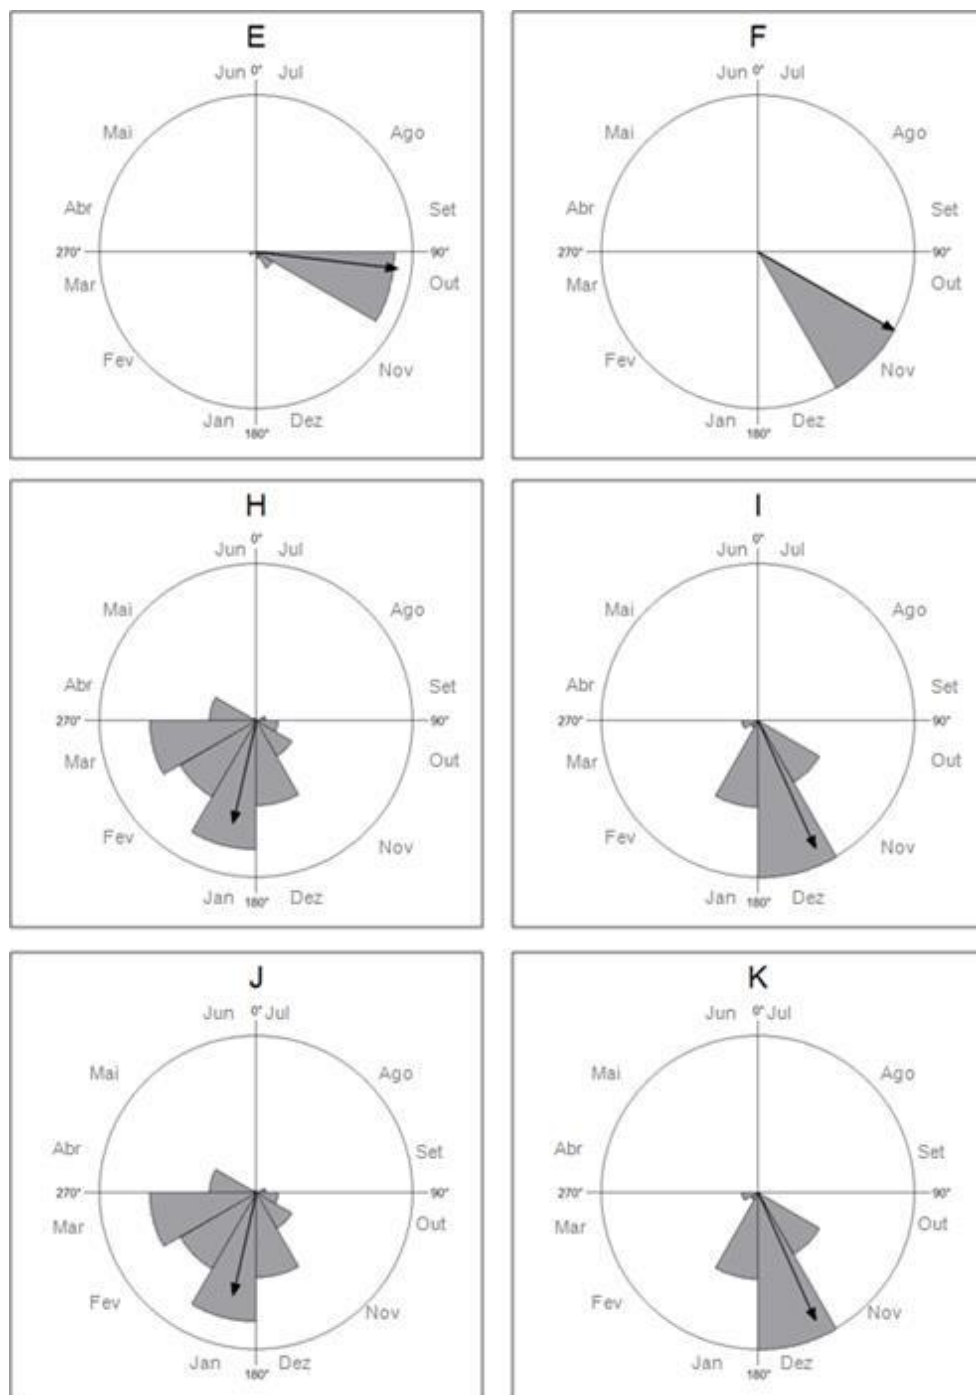 E
Jun 0° Jul
Mai Ago
Abr Set
270° 90°
Mar Out
Fev Nov
Jan Dez
180°
F
Jun 0° Jul
Mai Ago
Abr Set
270° 90°
Mar Out
Fev Nov
Jan Dez
180°
H
0°
Jun Jul
Mai Ago
Abr Set
270° 90°
Mar Out
Fev Nov
Jan Dez
180°
I
0°
Jun Jul
Mai Ago
Abr Set
270° 90°
Mar Out
Fev Nov
Jan Dez
180°
J
Jun 0° Jul
Mai Ago
Abr Set
270° 90°
Mar Out
Fev Nov
Jan Dez
180°
K
Jun 0° Jul
Mai Ago
Abr Set
270° 90°
Mar Out
Fev Nov
Jan Dez
180°